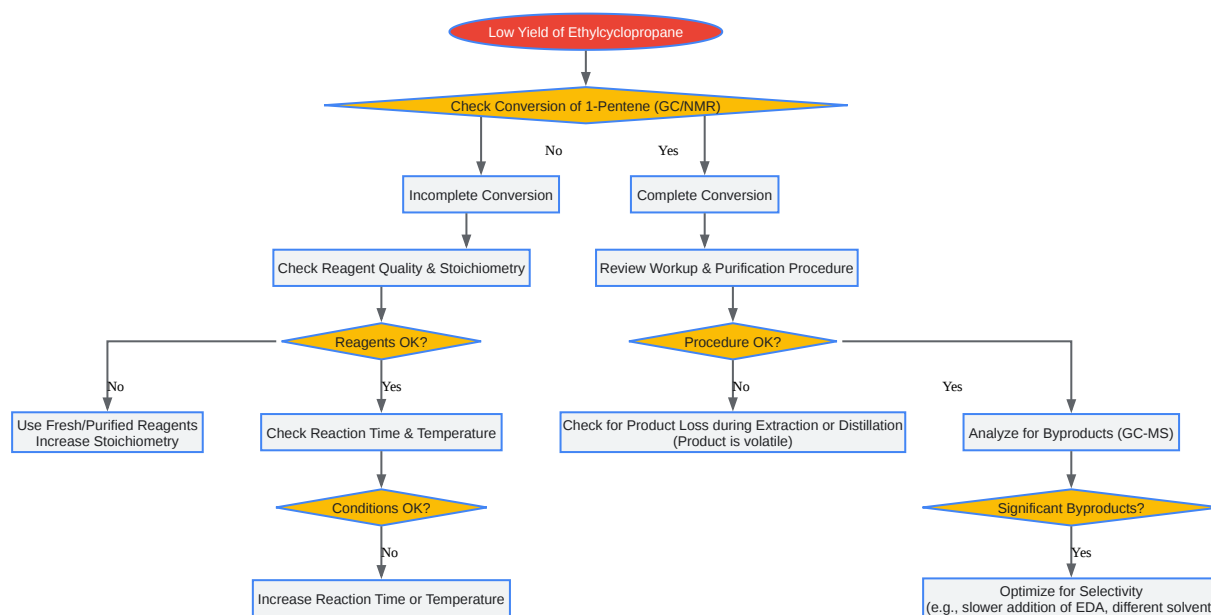 Low Yield of Ethylcyclopropane
Check Conversion of 1-Pentene (GC/NMR)
No
Yes
Incomplete Conversion
Complete Conversion
Check Reagent Quality & Stoichiometry
Review Workup & Purification Procedure
Reagents OK?
Procedure OK?
No
Yes
No
Yes
Use Fresh/Purified Reagents
Increase Stoichiometry
Check Reaction Time & Temperature
Check for Product Loss during Extraction or Distillation
(Product is volatile)
Analyze for Byproducts (GC-MS)
Conditions OK?
Significant Byproducts?
No
Yes
Increase Reaction Time or Temperature
Optimize for Selectivity
(e.g., slower addition of EDA, different solvent